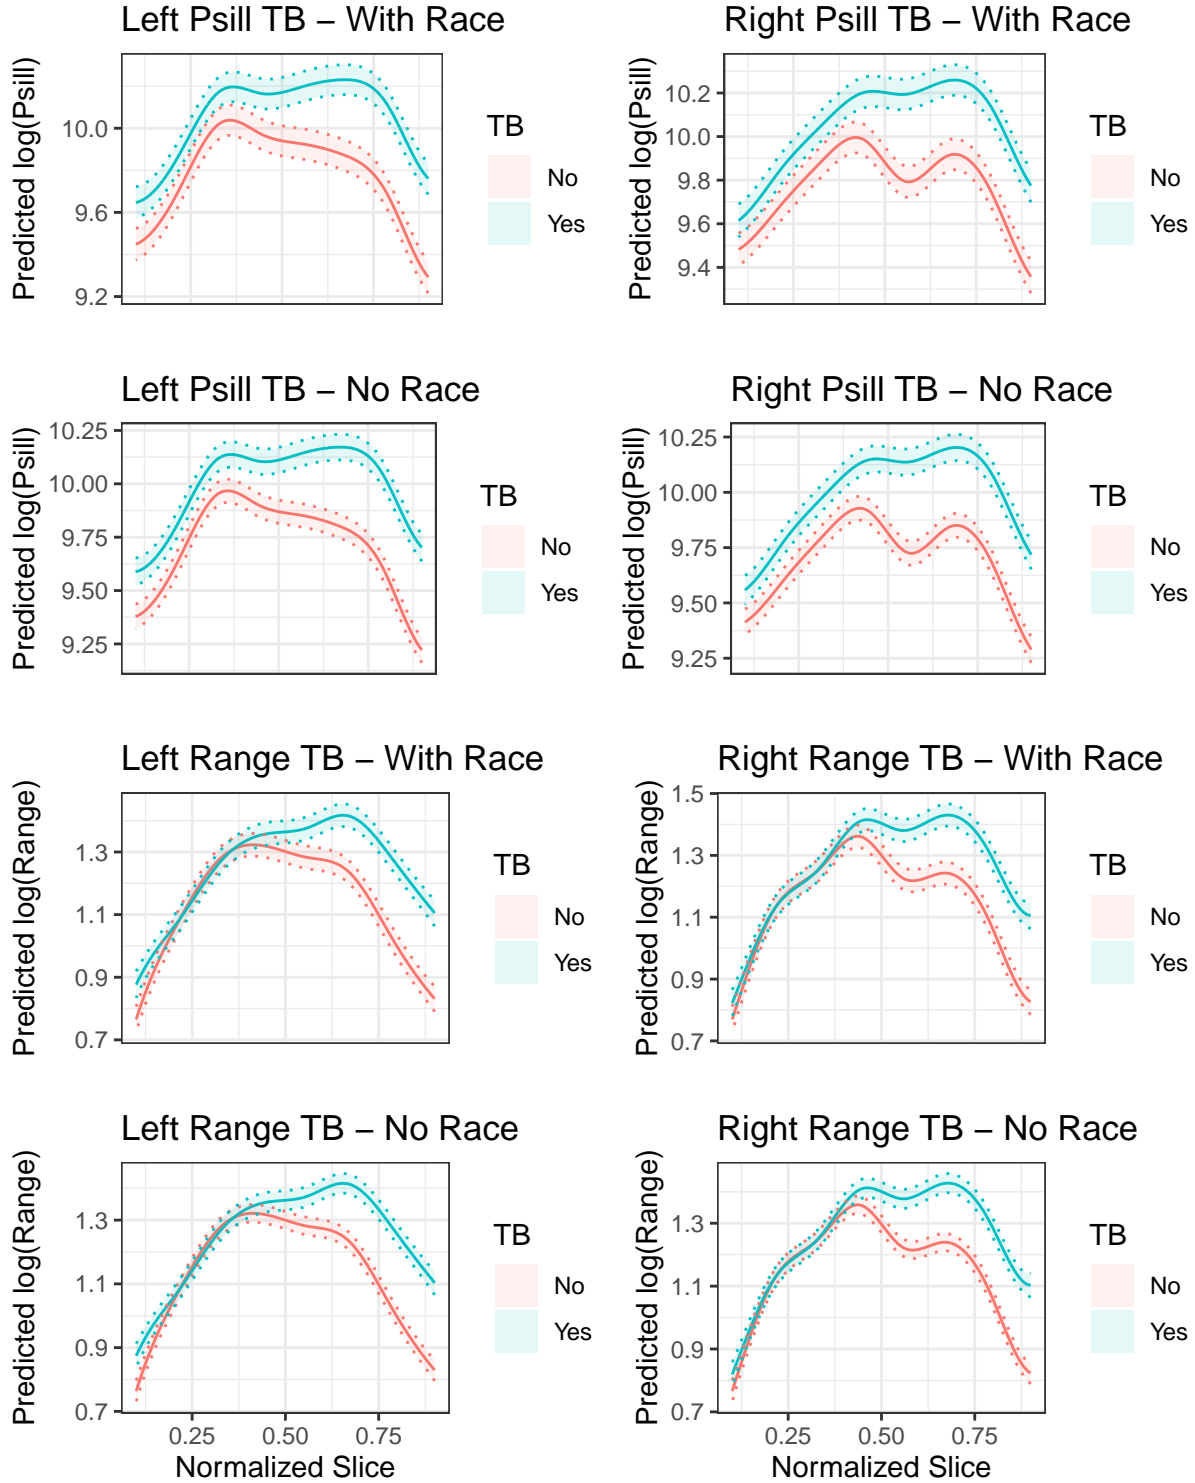 Left Psill TB – With Race
Predicted log(Psill)
10.0
9.6
9.2
TB
No
Yes
Right Psill TB – With Race
Predicted log(Psill)
10.2
10.0
9.8
9.6
9.4
TB
No
Yes
Left Psill TB – No Race
Predicted log(Psill)
10.25
10.00
9.75
9.50
9.25
TB
No
Yes
Right Psill TB – No Race
Predicted log(Psill)
10.25
10.00
9.75
9.50
9.25
TB
No
Yes
Left Range TB – With Race
Predicted log(Range)
1.3
1.1
0.9
0.7
TB
No
Yes
Right Range TB – With Race
Predicted log(Range)
1.5
1.3
1.1
0.9
0.7
TB
No
Yes
Left Range TB – No Race
Predicted log(Range)
1.3
1.1
0.9
0.7
0.25 0.50 0.75
Normalized Slice
TB
No
Yes
Right Range TB – No Race
Predicted log(Range)
1.3
1.1
0.9
0.7
0.25 0.50 0.75
Normalized Slice
TB
No
Yes